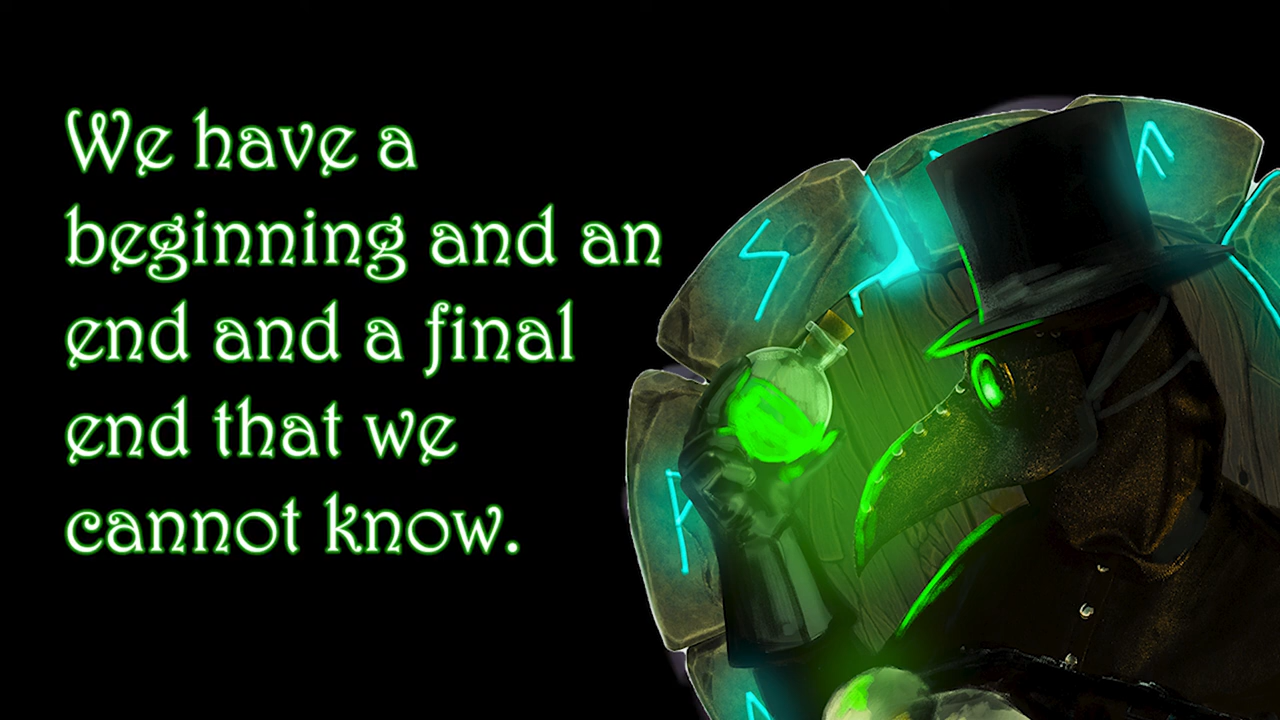 We have a
beginning and an
end and a final
end that we
cannot know.